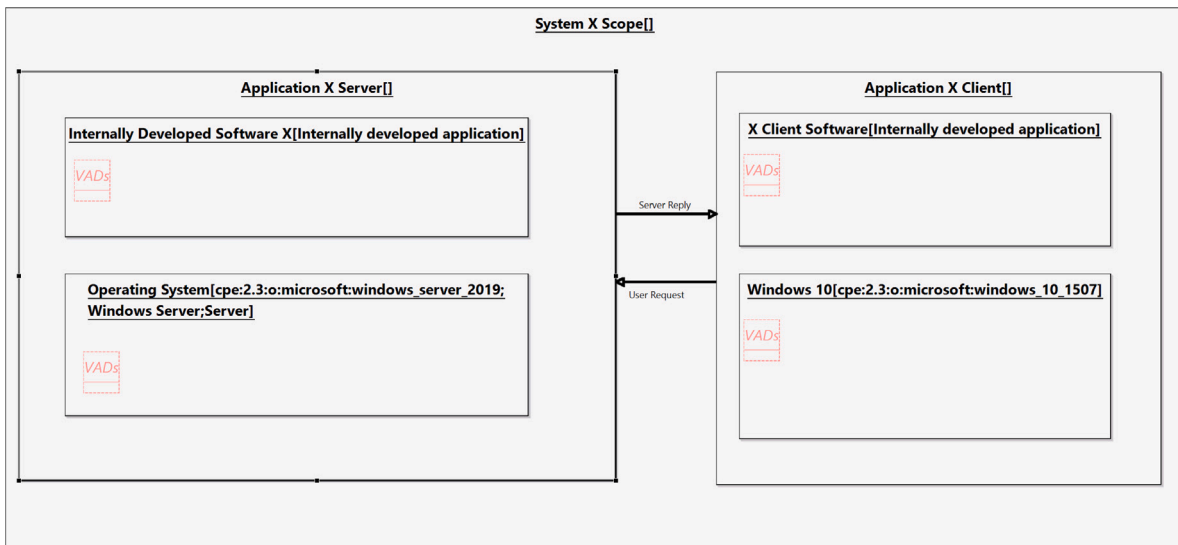 System X Scope[]
Application X Server[]
Internally Developed Software X[Internally developed application]
VADs
Operating System[cpe:2.3:o:microsoft:windows_server_2019;
Windows Server;Server]
VADs
Server Reply
User Request
Application X Client[]
X Client Software[Internally developed application]
VADs
Windows 10[cpe:2.3:o:microsoft:windows_10_1507]
VADs